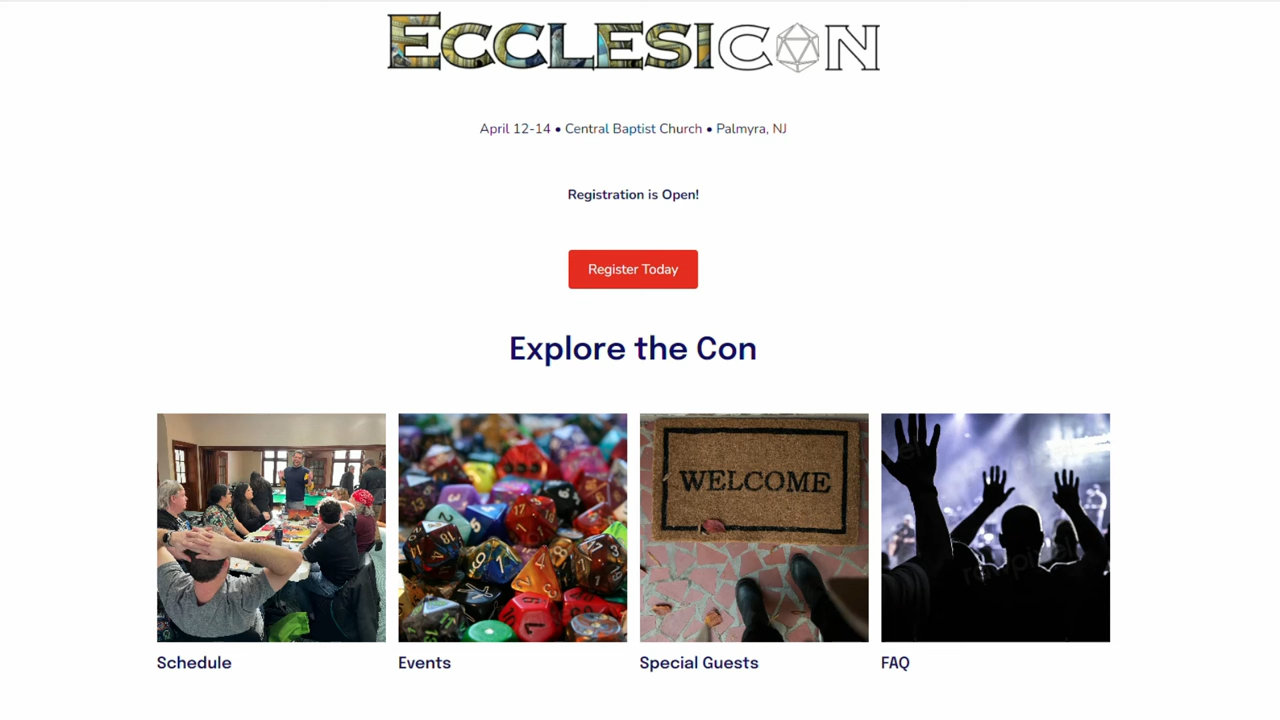 ECCLESICON
April 12-14 • Central Baptist Church • Palmyra, NJ
Registration is Open!
Register Today
Explore the Con
WELCOME
Schedule
Events
Special Guests
FAQ